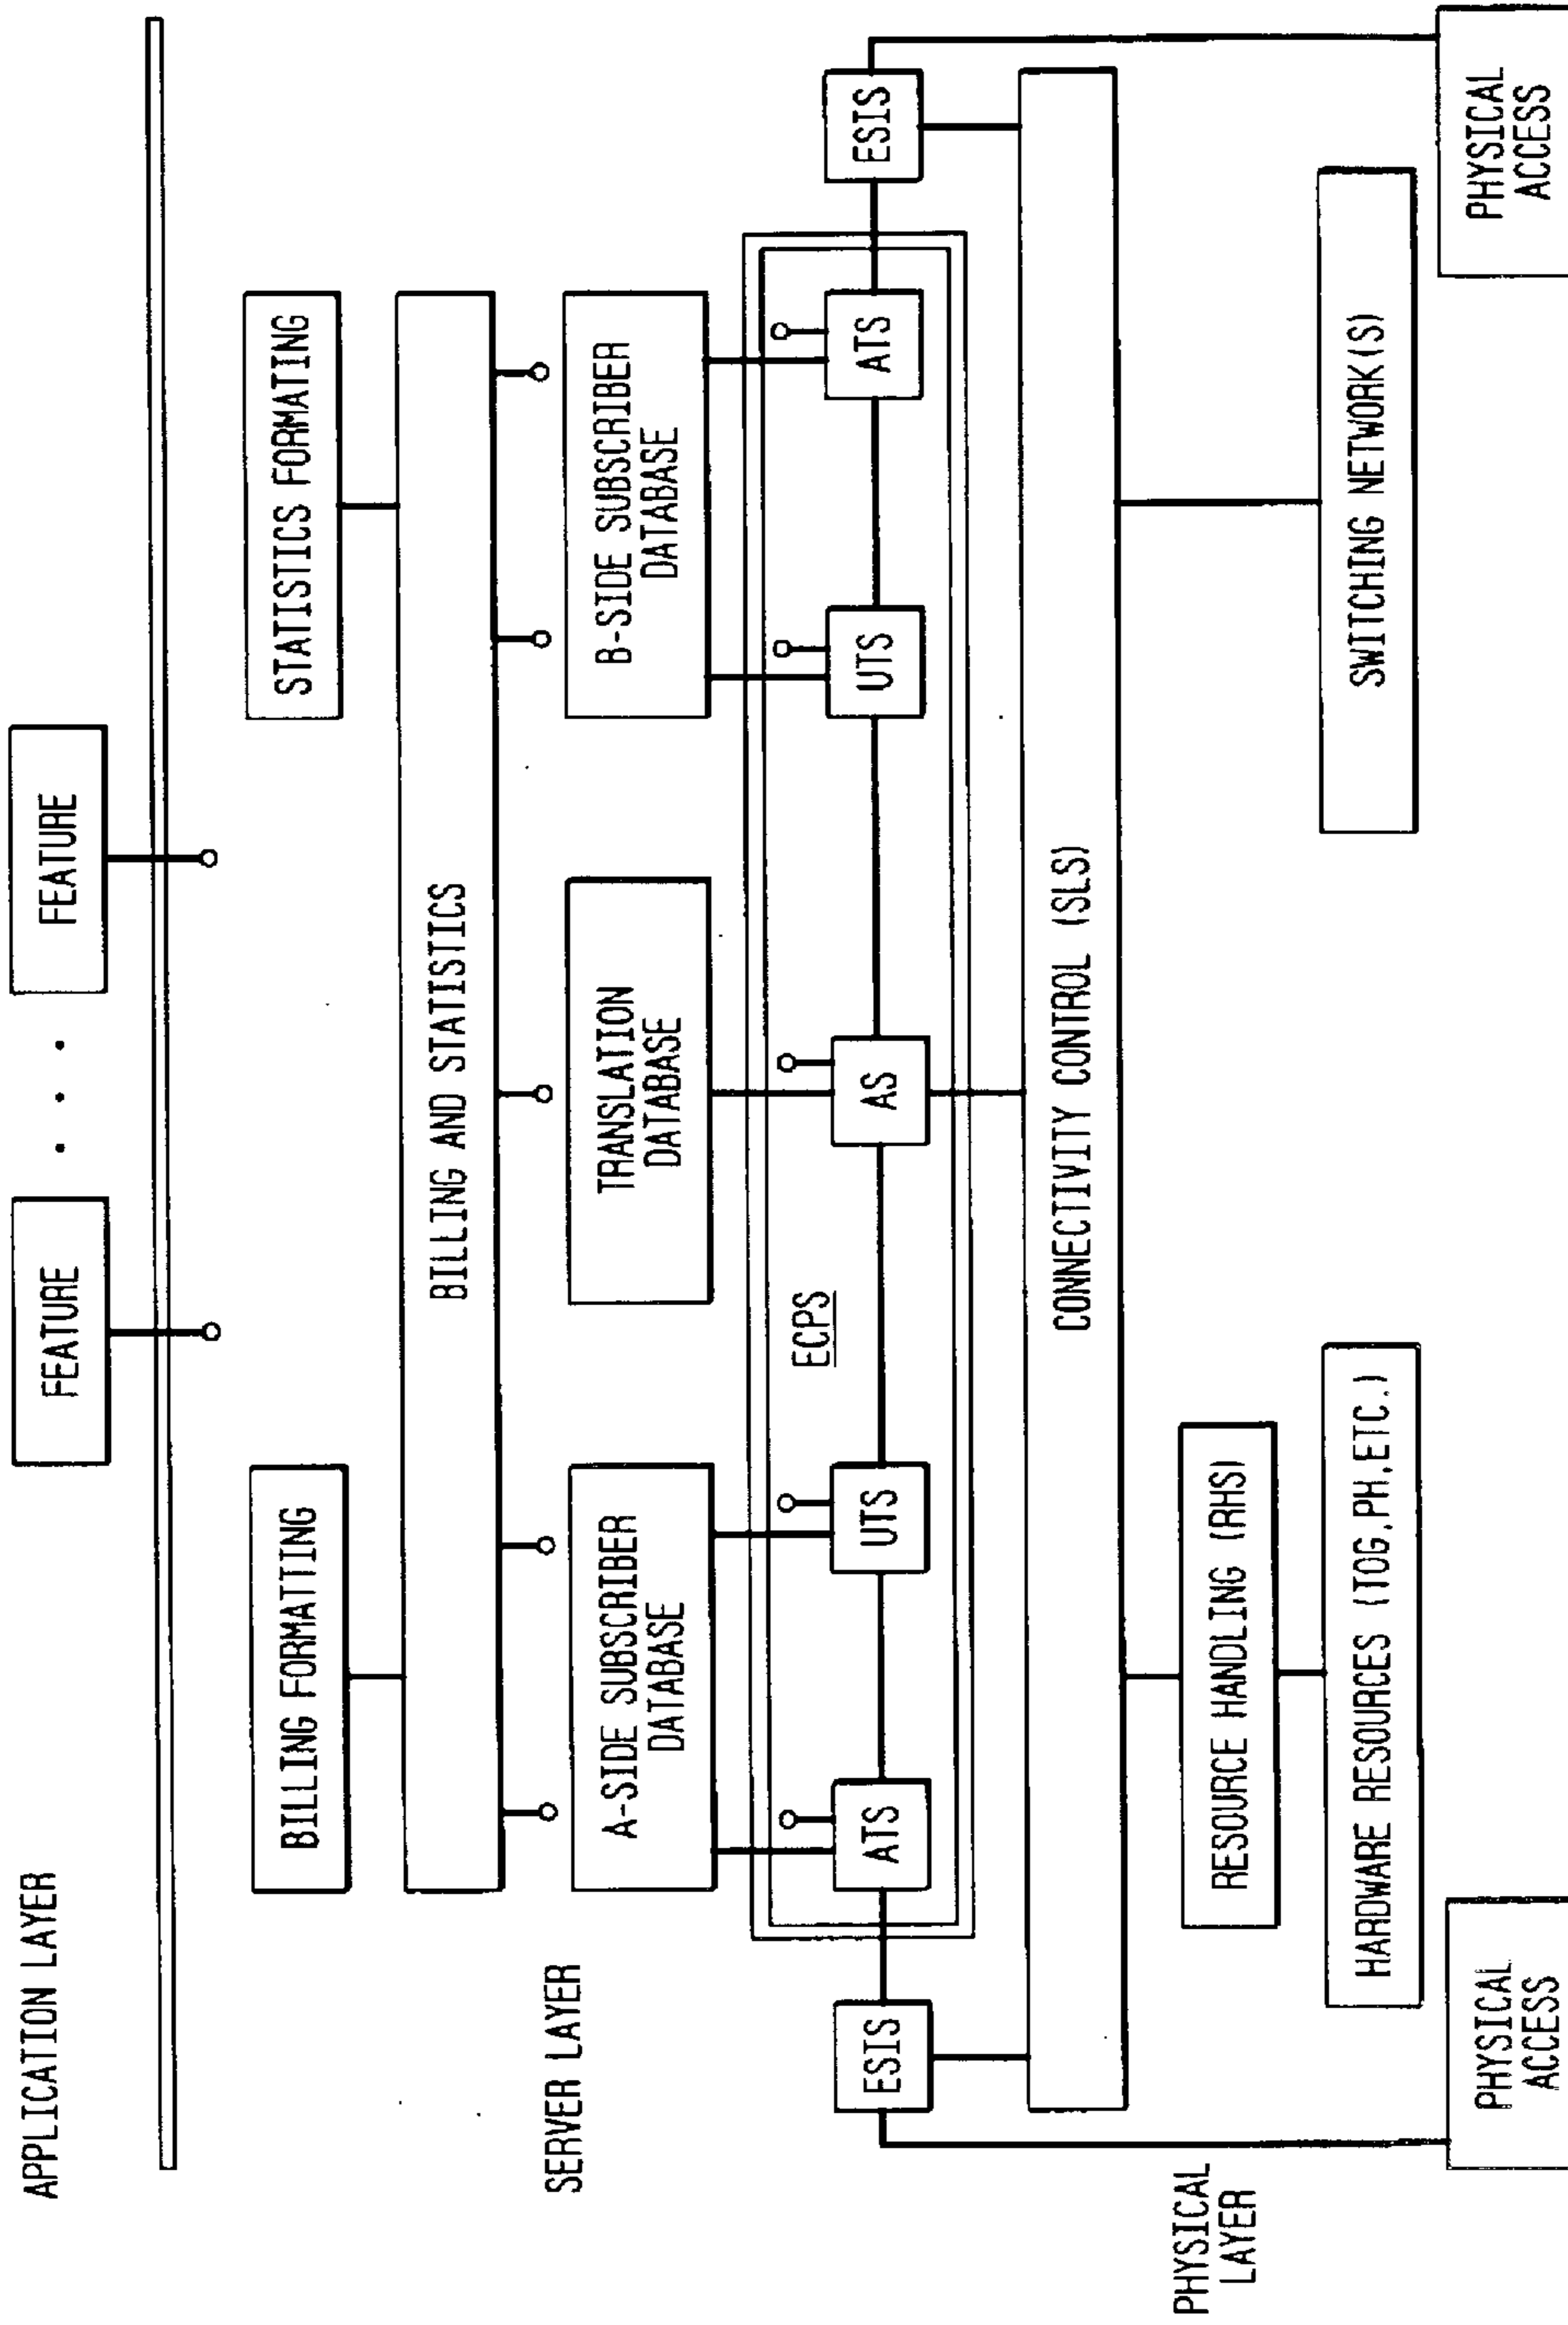 APPLICATION LAYER
FEATURE
. . .
FEATURE
BILLING FORMATTING
STATISTICS FORMATING
BILLING AND STATISTICS
SERVER LAYER
A-SIDE SUBSCRIBER
DATABASE
TRANSLATION
DATABASE
B-SIDE SUBSCRIBER
DATABASE
ECPS
ESIS
ATS
UTS
AS
UTS
ATS
ESIS
CONNECTIVITY CONTROL (SLS)
PHYSICAL
LAYER
RESOURCE HANDLING (RHS)
HARDWARE RESOURCES (TOG,PH,ETC.)
SWITCHING NETWORK(S)
PHYSICAL
ACCESS
PHYSICAL
ACCESS